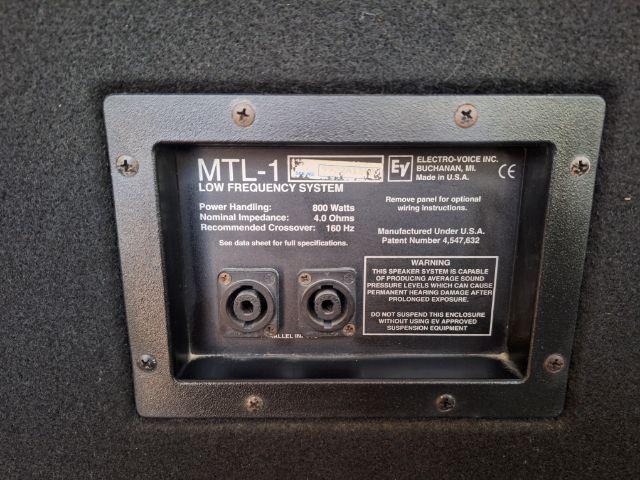 MTL-1
LOW FREQUENCY SYSTEM
Power Handling: 800 Watts
Nominal Impedance: 4.0 Ohms
Recommended Crossover: 160 Hz
See data sheet for full specifications.
EV
ELECTRO-VOICE INC.
BUCHANAN, MI.
Made in U.S.A.
CE
Remove panel for optional
wiring instructions.
Manufactured Under U.S.A.
Patent Number 4,547,632
WARNING
THIS SPEAKER SYSTEM IS CAPABLE
OF PRODUCING AVERAGE SOUND
PRESSURE LEVELS WHICH CAN CAUSE
PERMANENT HEARING DAMAGE AFTER
PROLONGED EXPOSURE.
DO NOT SUSPEND THIS ENCLOSURE
WITHOUT USING EV APPROVED
SUSPENSION EQUIPMENT